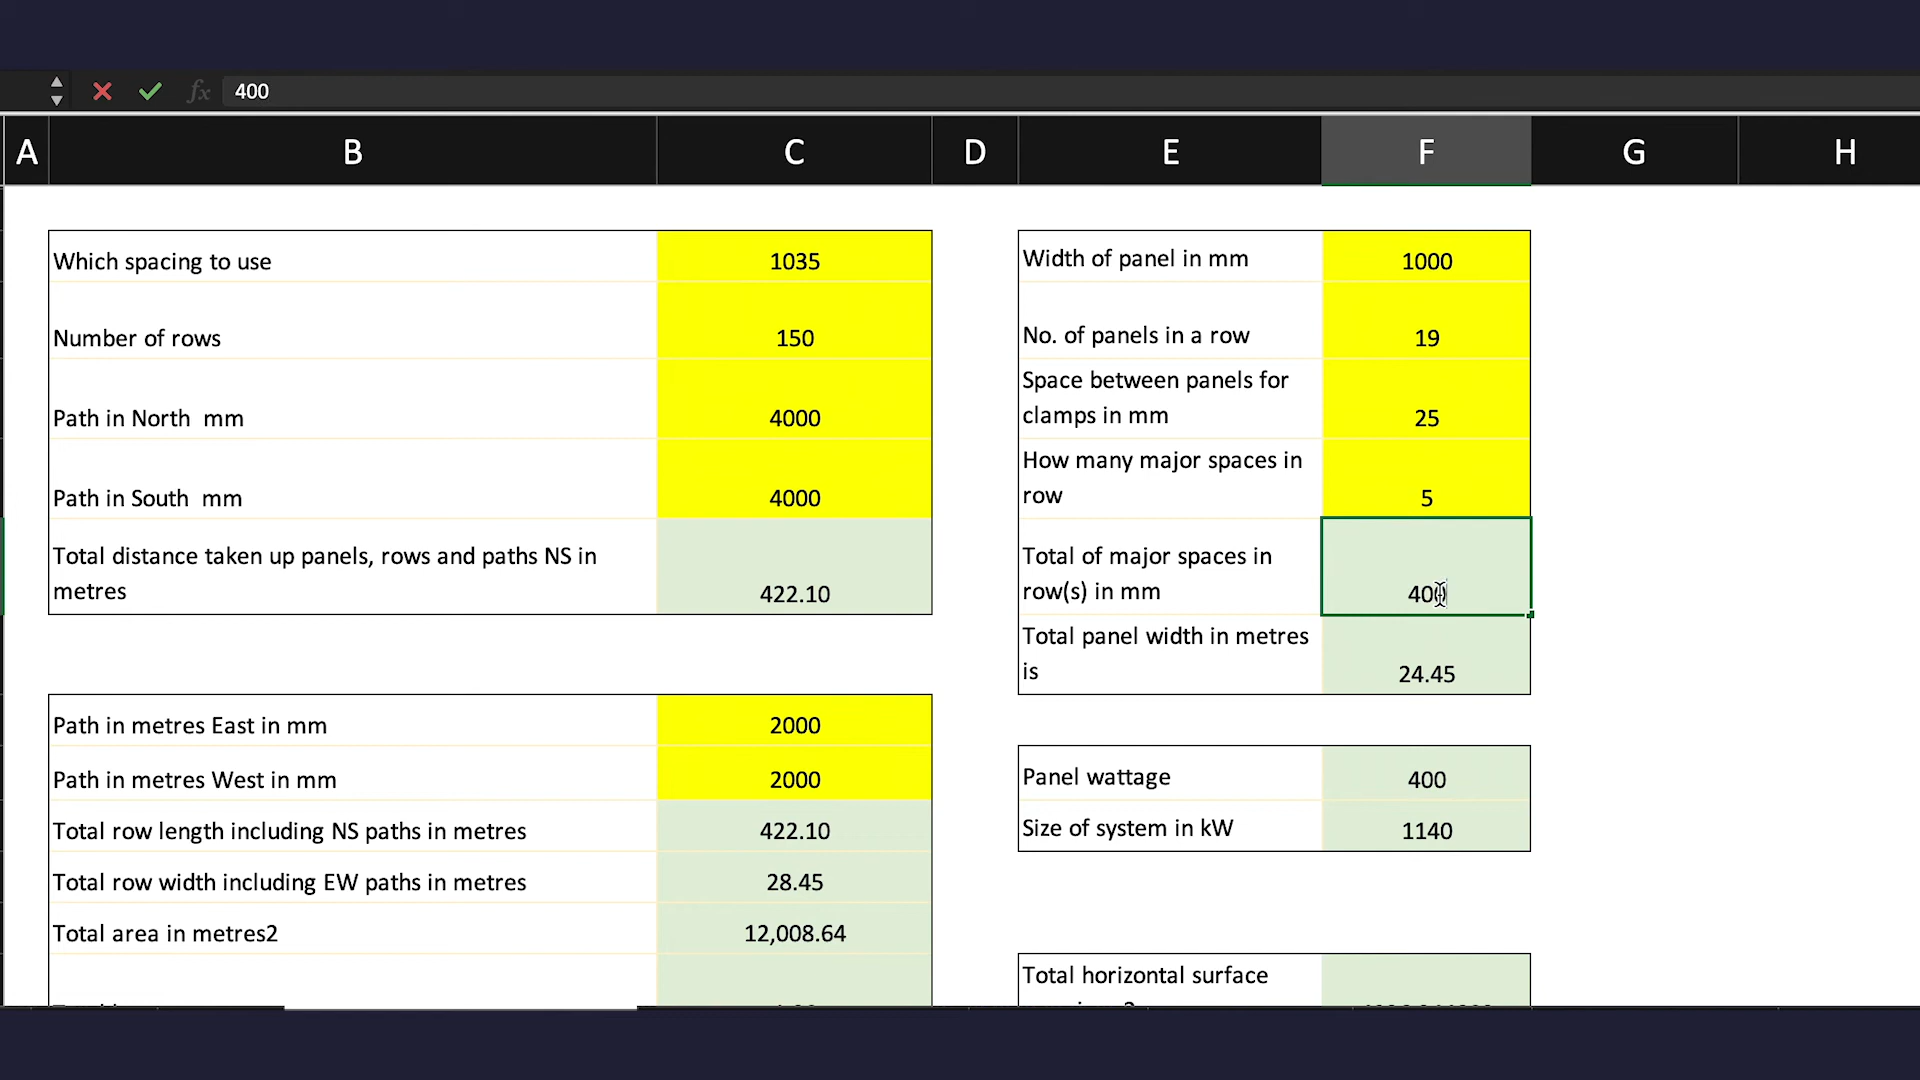 fx 400
A B C D E F G H
Which spacing to use 1035
Number of rows 150
Path in North  mm 4000
Path in South  mm 4000
Total distance taken up panels, rows and paths NS in
metres 422.10
Width of panel in mm 1000
No. of panels in a row 19
Space between panels for
clamps in mm 25
How many major spaces in
row 5
Total of major spaces in
row(s) in mm 400
Total panel width in metres
is 24.45
Path in metres East in mm 2000
Path in metres West in mm 2000
Total row length including NS paths in metres 422.10
Total row width including EW paths in metres 28.45
Total area in metres2 12,008.64
Panel wattage 400
Size of system in kW 1140
Total horizontal surface